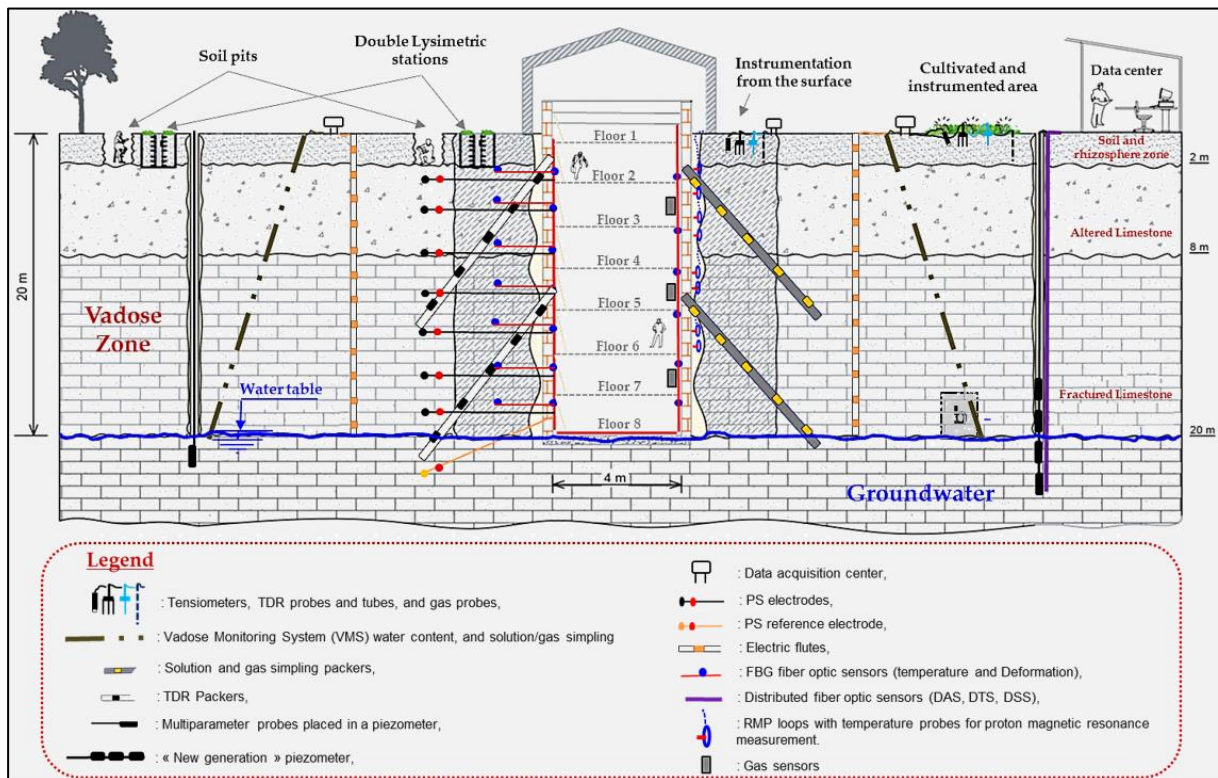 Soil pits
Double Lysimetric
stations
Instrumentation
from the surface
Cultivated and
instrumented area
Data center
Floor 1
Floor 2
Floor 3
Floor 4
Floor 5
Floor 6
Floor 7
Floor 8
20 m
4 m
Vadose
Zone
Water table
Groundwater
Soil and
rhizosphere zone
2 m
Altered Limestone
8 m
Fractured Limestone
20 m
Legend
: Tensiometers, TDR probes and tubes, and gas probes,
: Vadose Monitoring System (VMS) water content, and solution/gas simpling
: Solution and gas simpling packers,
: TDR Packers,
: Multiparameter probes placed in a piezometer,
: « New generation » piezometer,
: Data acquisition center,
: PS electrodes,
: PS reference electrode,
: Electric flutes,
: FBG fiber optic sensors (temperature and Deformation),
: Distributed fiber optic sensors (DAS, DTS, DSS),
: RMP loops with temperature probes for proton magnetic resonance
measurement.
: Gas sensors